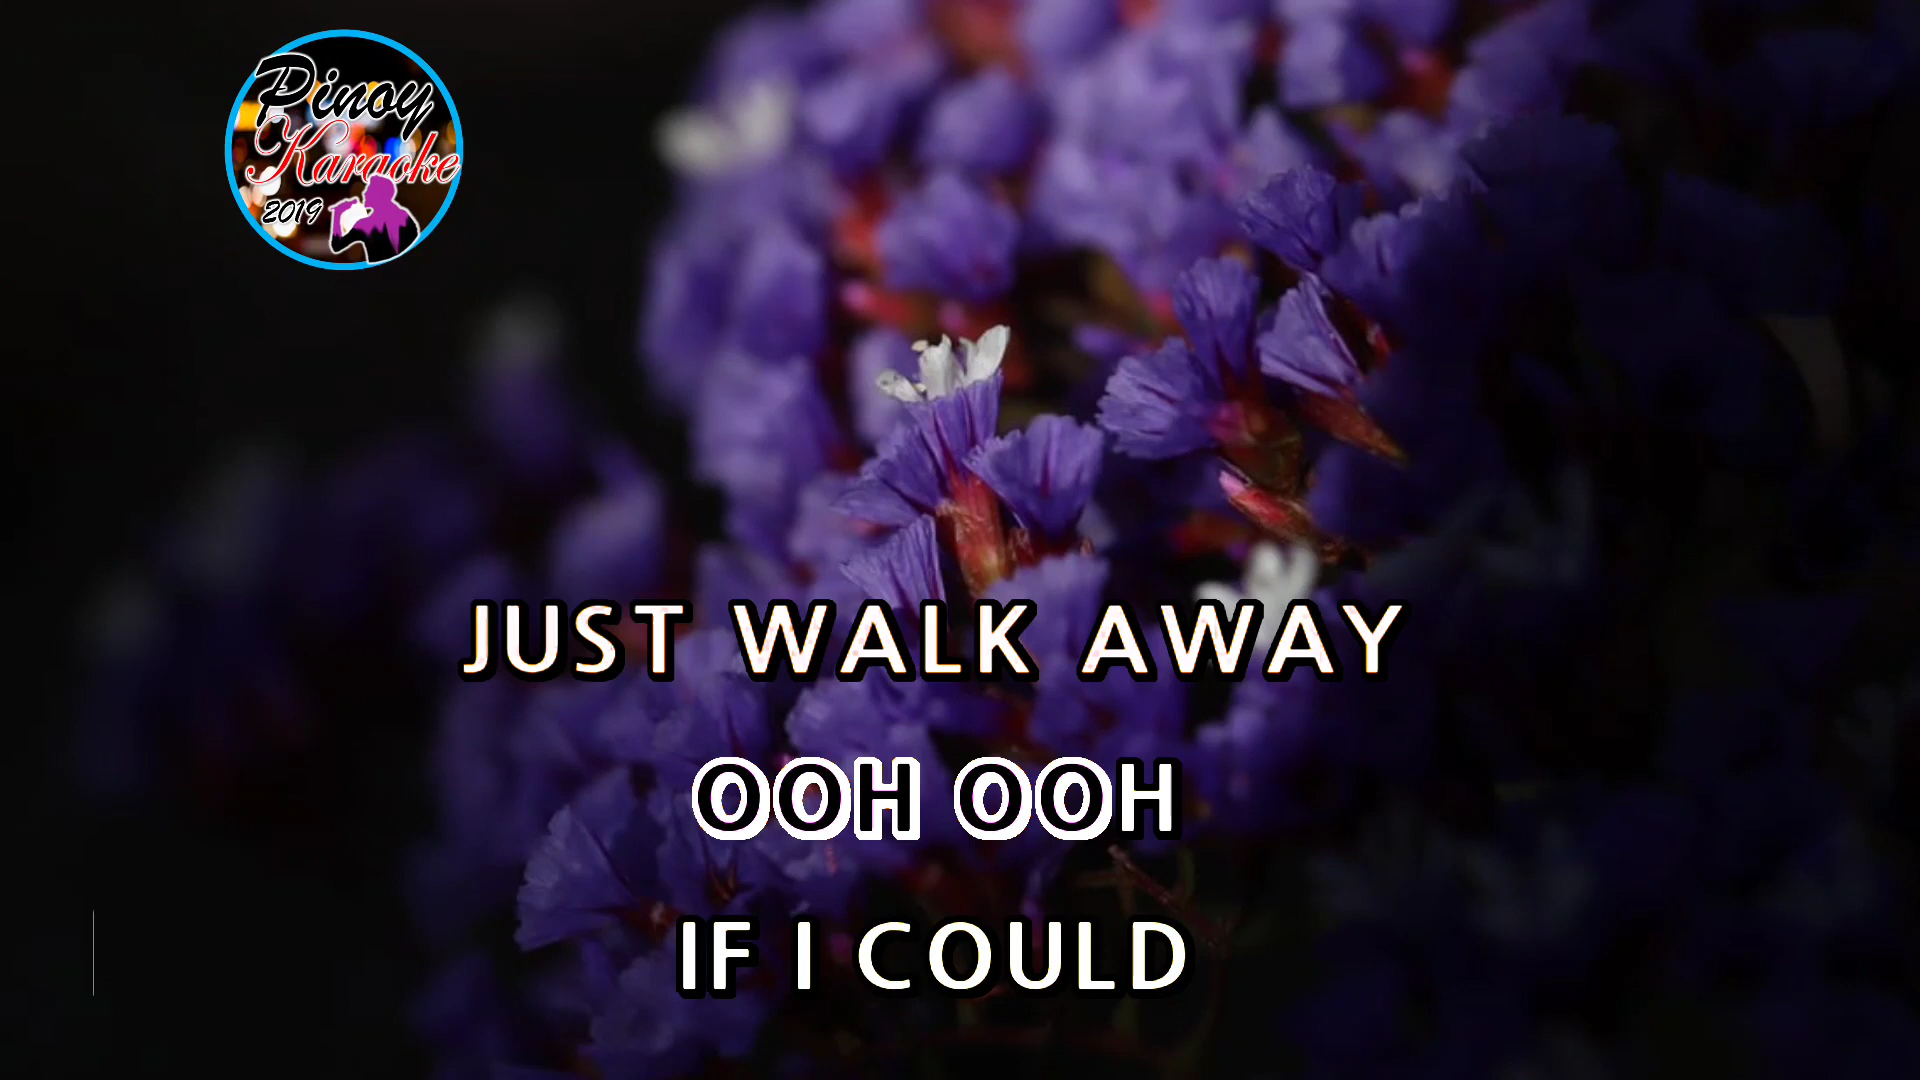 Pinoy
Karaoke
2019
JUST WALK AWAY
OOH OOH
IF I COULD